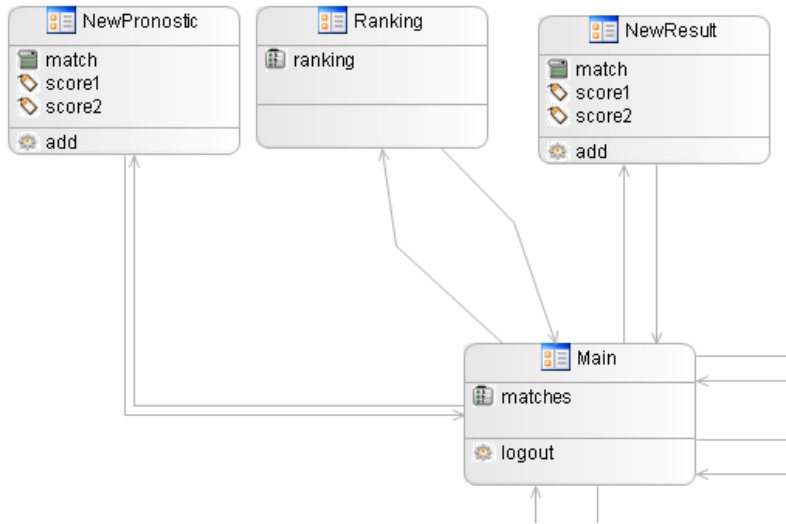 NewPronostic
match
score1
score2
add
Ranking
ranking
NewResult
match
score1
score2
add
Main
matches
logout